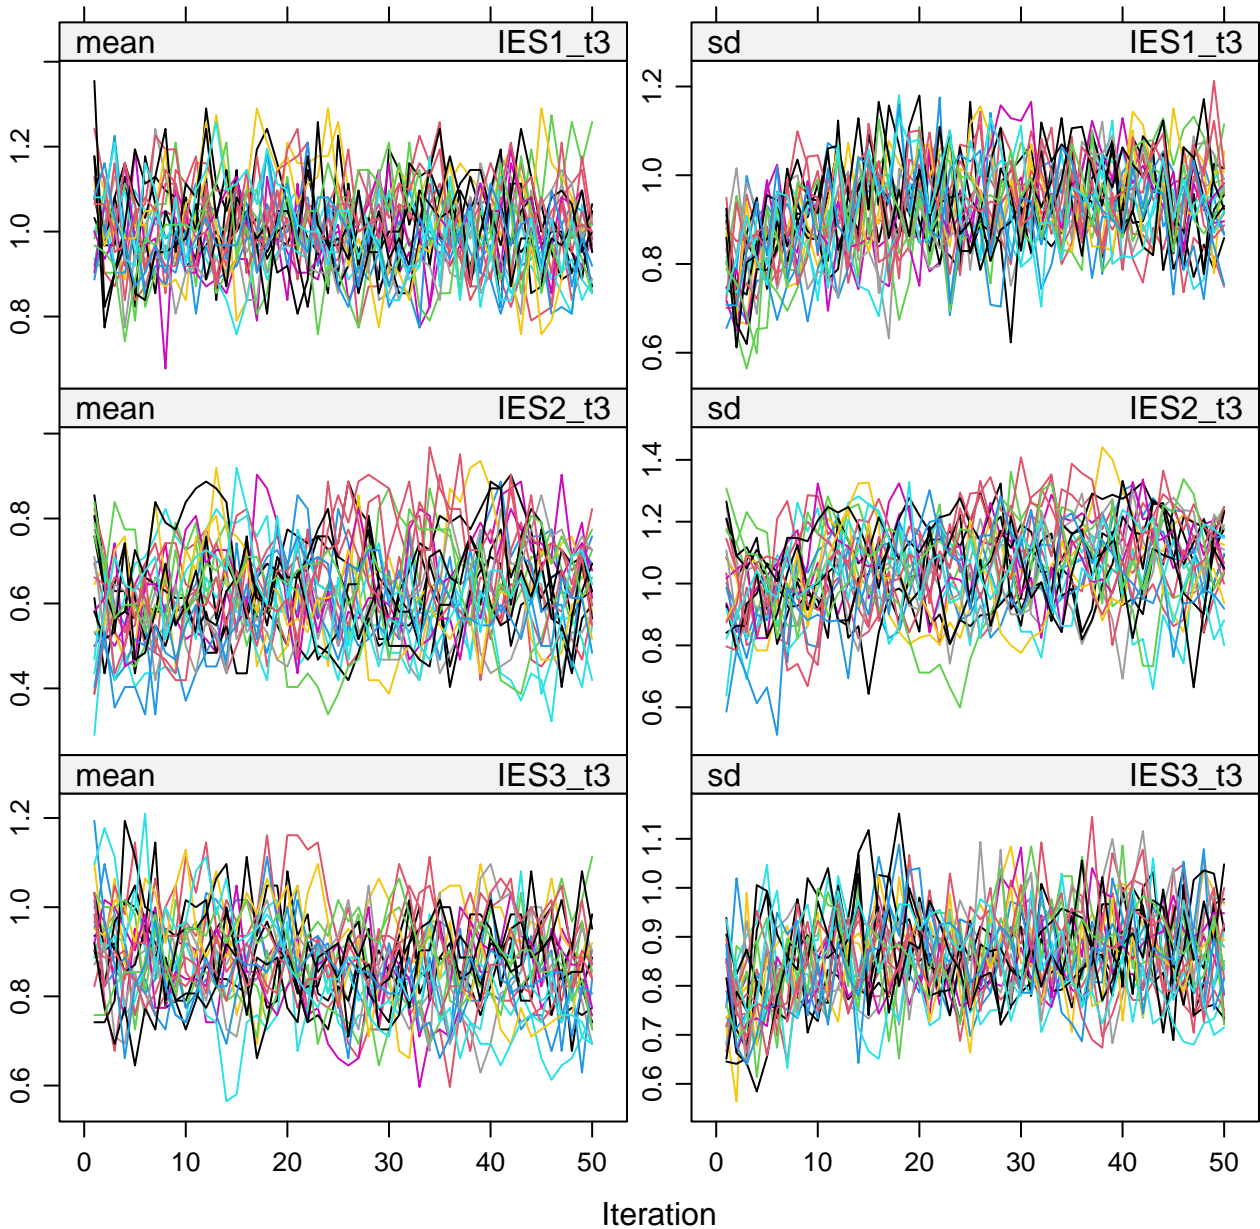 mean IES1_t3
sd IES1_t3
0.8 1.0 1.2
0.6 0.8 1.0 1.2
mean IES2_t3
sd IES2_t3
0.4 0.6 0.8
0.6 0.8 1.0 1.2 1.4
mean IES3_t3
sd IES3_t3
0.6 0.8 1.0 1.2
0.6 0.7 0.8 0.9 1.0 1.1
0 10 20 30 40 50
0 10 20 30 40 50
Iteration